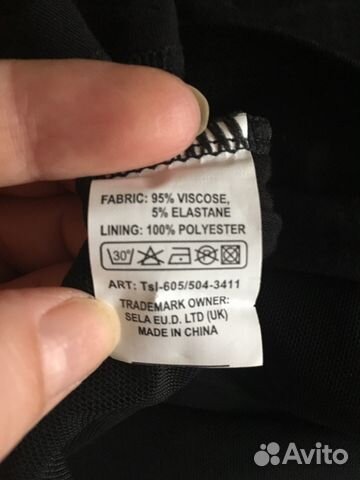 FABRIC: 95% VISCOSE,
5% ELASTANE
LINING: 100% POLYESTER
30°
ART: Tsl-605/504-3411
TRADEMARK OWNER:
SELA EU.D. LTD (UK)
MADE IN CHINA
Avito